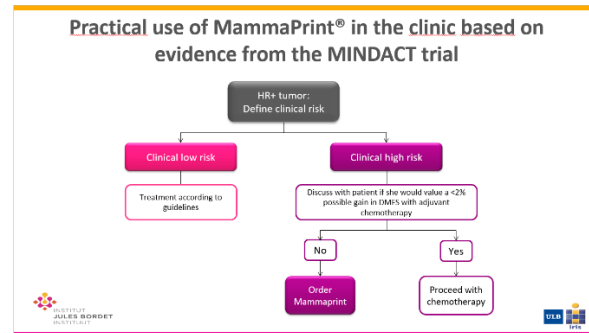 Practical use of MammaPrint® in the clinic based on
evidence from the MINDACT trial
HR+ tumor:
Define clinical risk
Clinical low risk
Clinical high risk
Treatment according to
guidelines
Discuss with patient if she would value a <2%
possible gain in DMFS with adjuvant
chemotherapy
No
Yes
Order
Mammaprint
Proceed with
chemotherapy
INSTITUT
JULES BORDET
INSTITUUT
ULB
iris